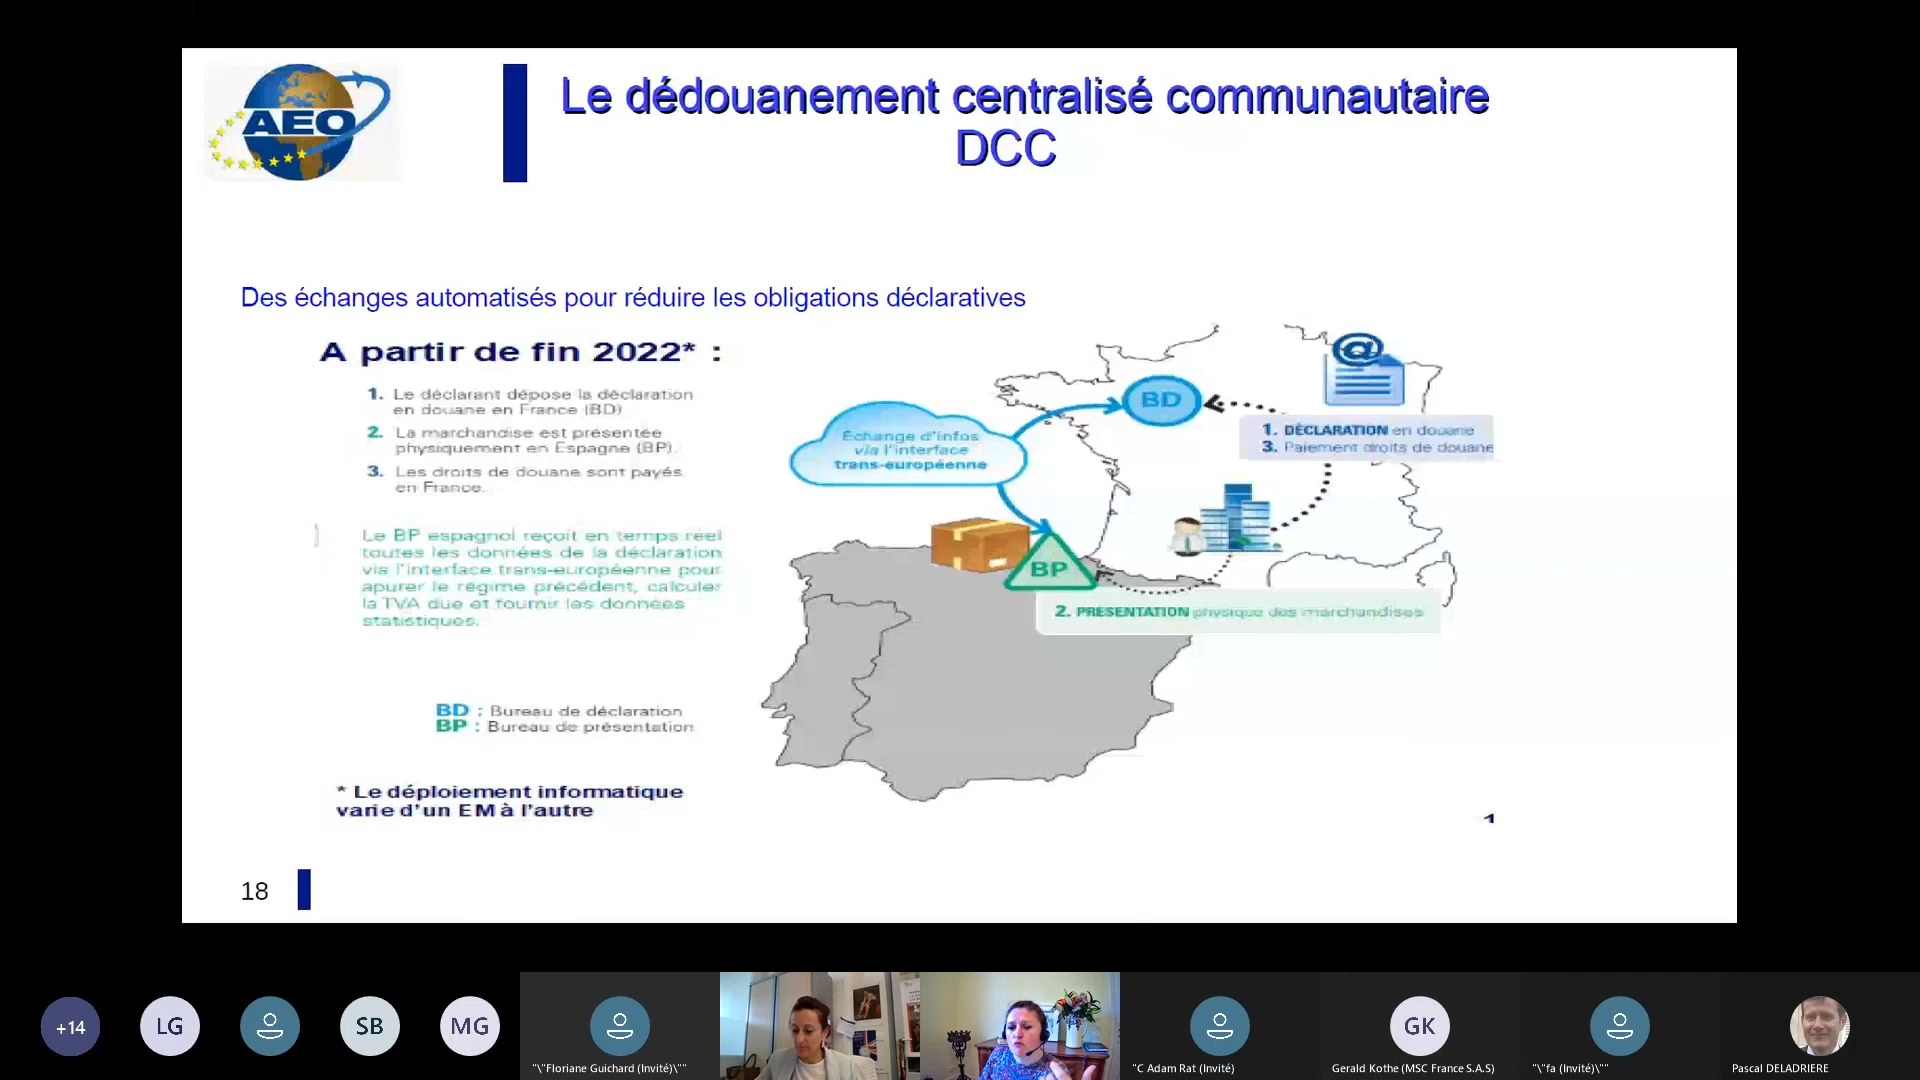 AEO
Le dédouanement centralisé communautaire
DCC
Des échanges automatisés pour réduire les obligations déclaratives
A partir de fin 2022* :
1. Le déclarant dépose la déclaration
en douane en France (BD)
2. La marchandise est présentée
physiquement en Espagne (BP).
3. Les droits de douane sont payés
en France.
Le BP espagnol reçoit en temps réel
toutes les données de la déclaration
via l'interface trans-européenne pour
apurer le régime précédent, calculer
la TVA due et fournir les données
statistiques.
BD : Bureau de déclaration
BP : Bureau de présentation
* Le déploiement informatique
varie d'un EM à l'autre
Échange d'infos
via l'interface
trans-européenne
BD
@
1. DÉCLARATION en douane
3. Paiement droits de douane
BP
2. PRÉSENTATION physique des marchandises
1
18
+14
LG
SB
MG
"\"Floriane Guichard (Invité)\""
"C Adam Rat (Invité)
GK
Gerald Kothe (MSC France S.A.S)
"\"fa (Invité)\""
Pascal DELADRIERE